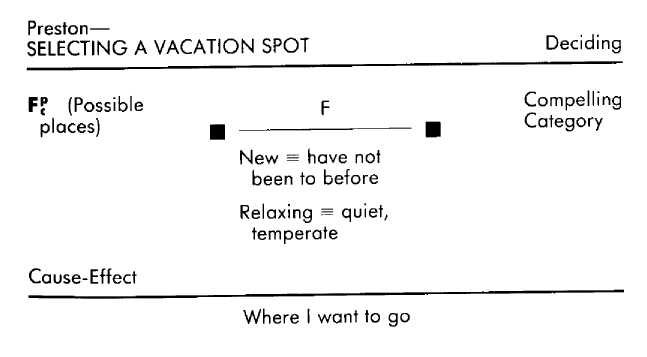 Preston—
SELECTING A VACATION SPOT
Deciding
FPc (Possible
places)
F
Compelling
Category
New ≡ have not
been to before
Relaxing ≡ quiet,
temperate
Cause-Effect
Where I want to go